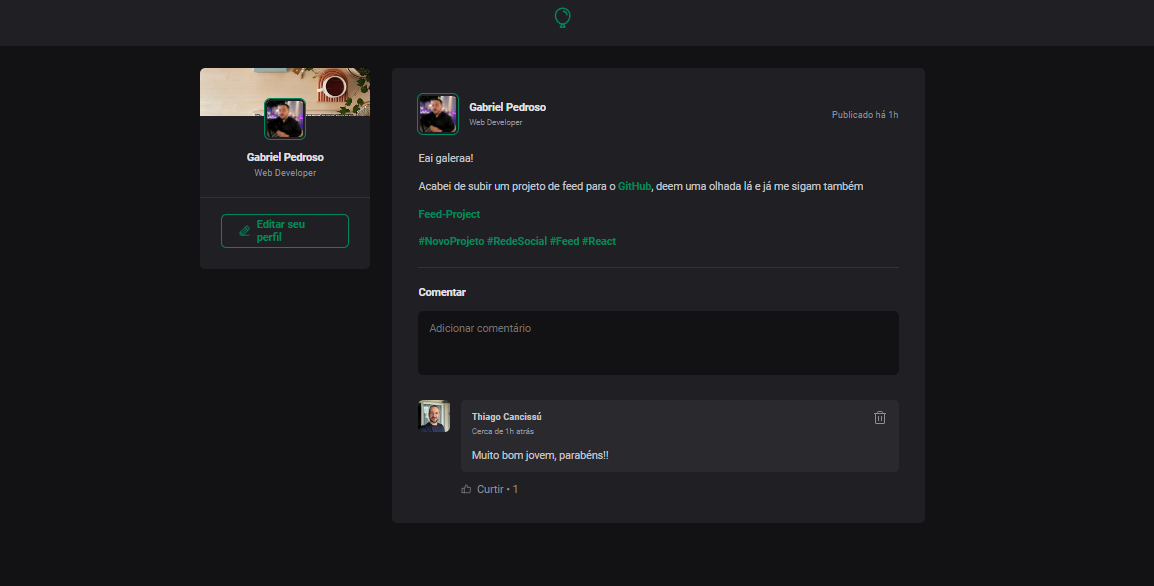 Gabriel Pedroso
Web Developer
Editar seu
perfil
Gabriel Pedroso
Web Developer
Publicado há 1h
Eai galeraa!
Acabei de subir um projeto de feed para o GitHub, deem uma olhada lá e já me sigam também
Feed-Project
#NovoProjeto #RedeSocial #Feed #React
Comentar
Adicionar comentário
Thiago Cancissú
Cerca de 1h atrás
Muito bom jovem, parabéns!!
Curtir • 1